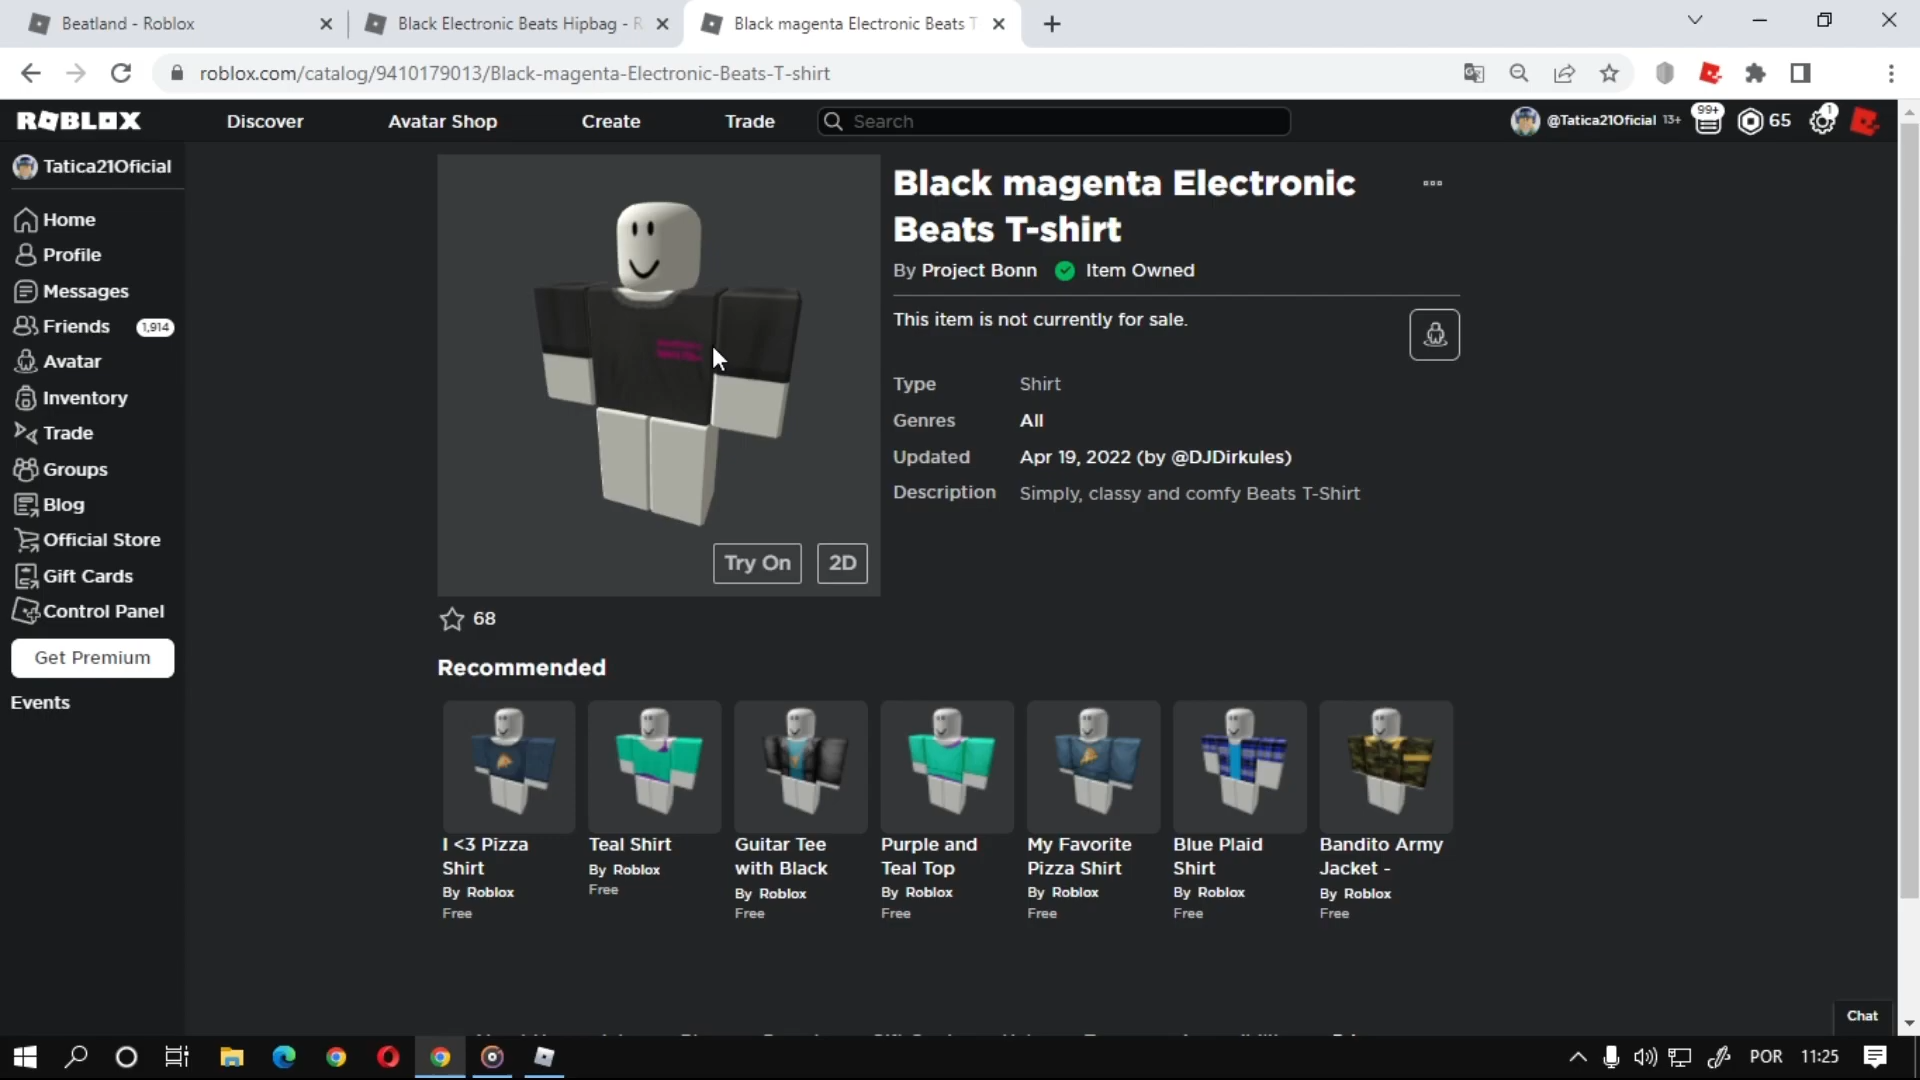 Beatland - Roblox
Black Electronic Beats Hipbag - R
Black magenta Electronic Beats T
roblox.com/catalog/9410179013/Black-magenta-Electronic-Beats-T-shirt
ROBLOX
Discover
Avatar Shop
Create
Trade
Search
@Tatica21Oficial 13+
99+
65
1
Tatica21Oficial
Home
Profile
Messages
Friends 1,914
Avatar
Inventory
Trade
Groups
Blog
Official Store
Gift Cards
Control Panel
Get Premium
Events
Black magenta Electronic
Beats T-shirt
By Project Bonn Item Owned
This item is not currently for sale.
Type Shirt
Genres All
Updated Apr 19, 2022 (by @DJDirkules)
Description Simply, classy and comfy Beats T-Shirt
Try On 2D
68
Recommended
I <3 Pizza
Shirt
By Roblox
Free
Teal Shirt
By Roblox
Free
Guitar Tee
with Black
By Roblox
Free
Purple and
Teal Top
By Roblox
Free
My Favorite
Pizza Shirt
By Roblox
Free
Blue Plaid
Shirt
By Roblox
Free
Bandito Army
Jacket -
By Roblox
Free
Chat
POR 11:25